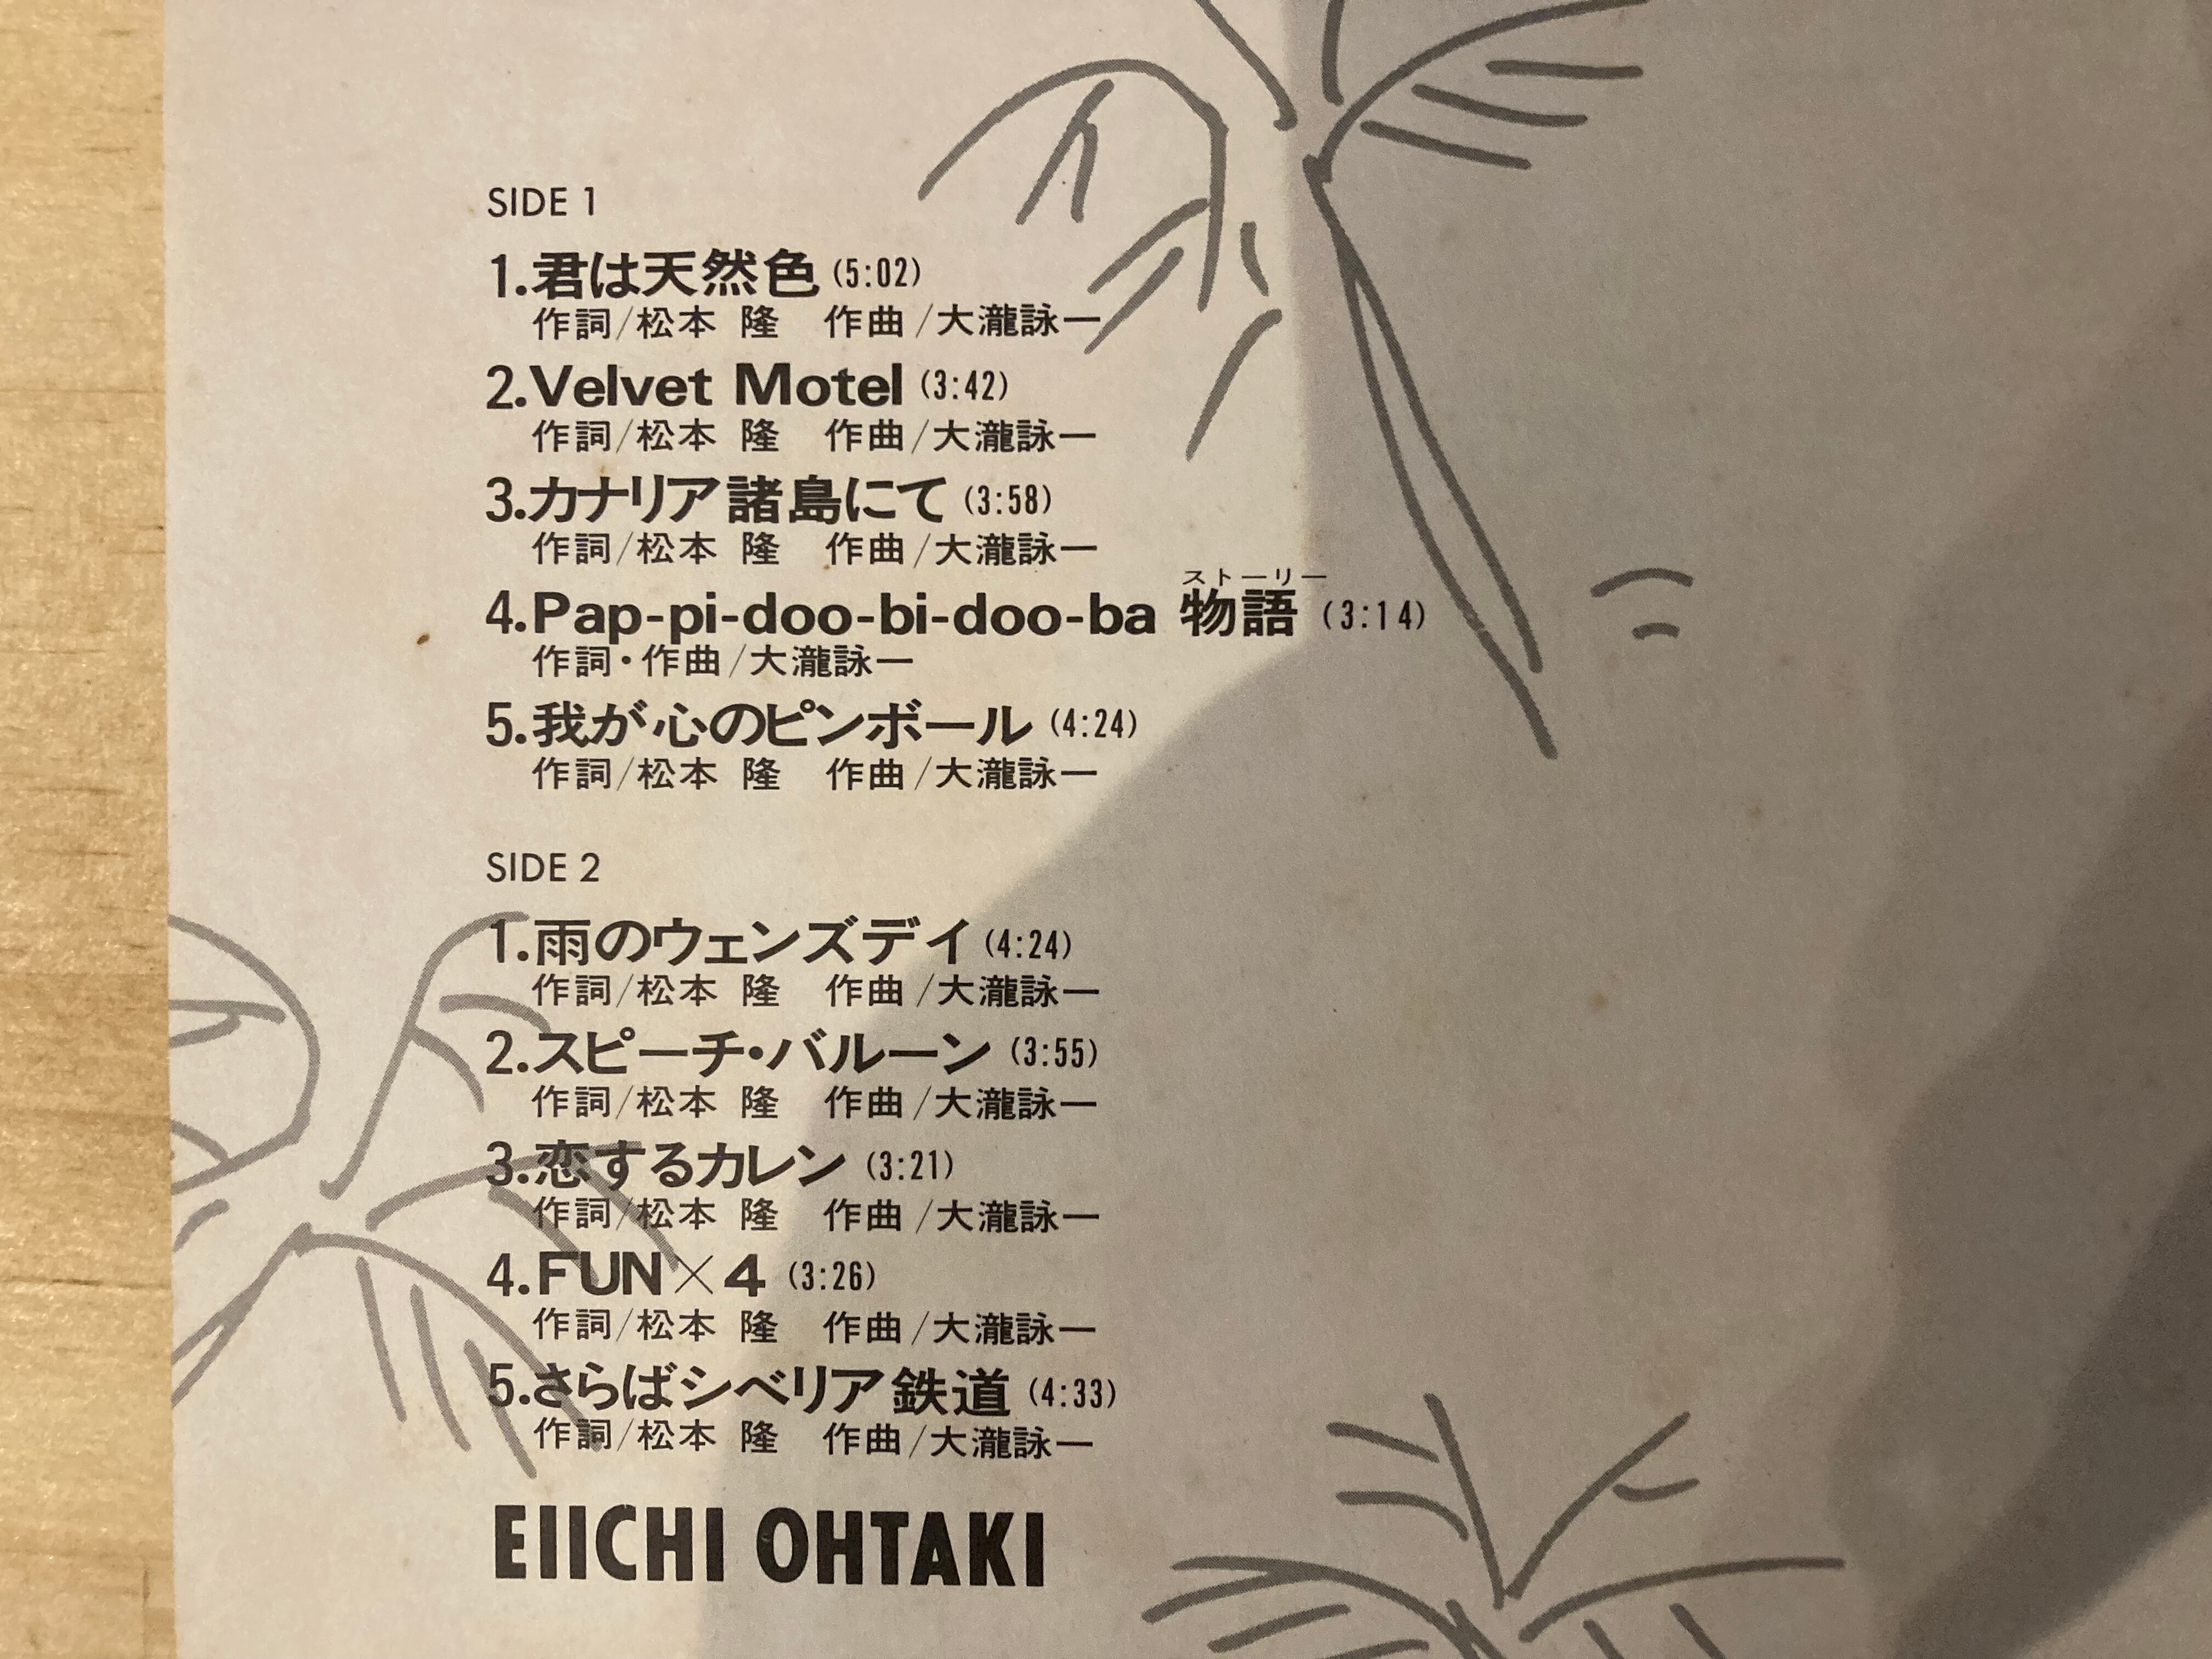 SIDE 1
1.君は天然色 (5:02)
作詞/松本 隆 作曲/大瀧詠一
2.Velvet Motel (3:42)
作詞/松本 隆 作曲/大瀧詠一
3.カナリア諸島にて (3:58)
作詞/松本 隆 作曲/大瀧詠一
ストーリー
4.Pap-pi-doo-bi-doo-ba 物語 (3:14)
作詞・作曲/大瀧詠一
5.我が心のピンボール (4:24)
作詞/松本 隆 作曲/大瀧詠一
SIDE 2
1.雨のウェンズデイ (4:24)
作詞/松本 隆 作曲/大瀧詠一
2.スピーチ・バルーン (3:55)
作詞/松本 隆 作曲/大瀧詠一
3.恋するカレン (3:21)
作詞/松本 隆 作曲/大瀧詠一
4.FUN×4 (3:26)
作詞/松本 隆 作曲/大瀧詠一
5.さらばシベリア鉄道 (4:33)
作詞/松本 隆 作曲/大瀧詠一
EIICHI OHTAKI